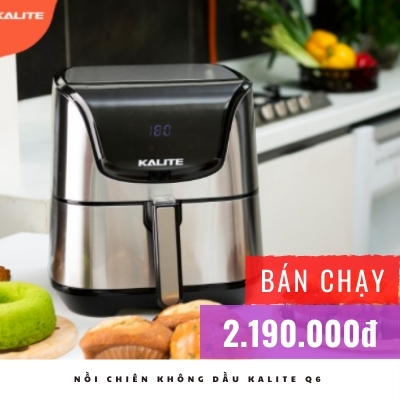 KALITE
180
KALITE
BÁN CHẠY
2.190.000đ
NỒI CHIÊN KHÔNG DẦU KALITE Q6